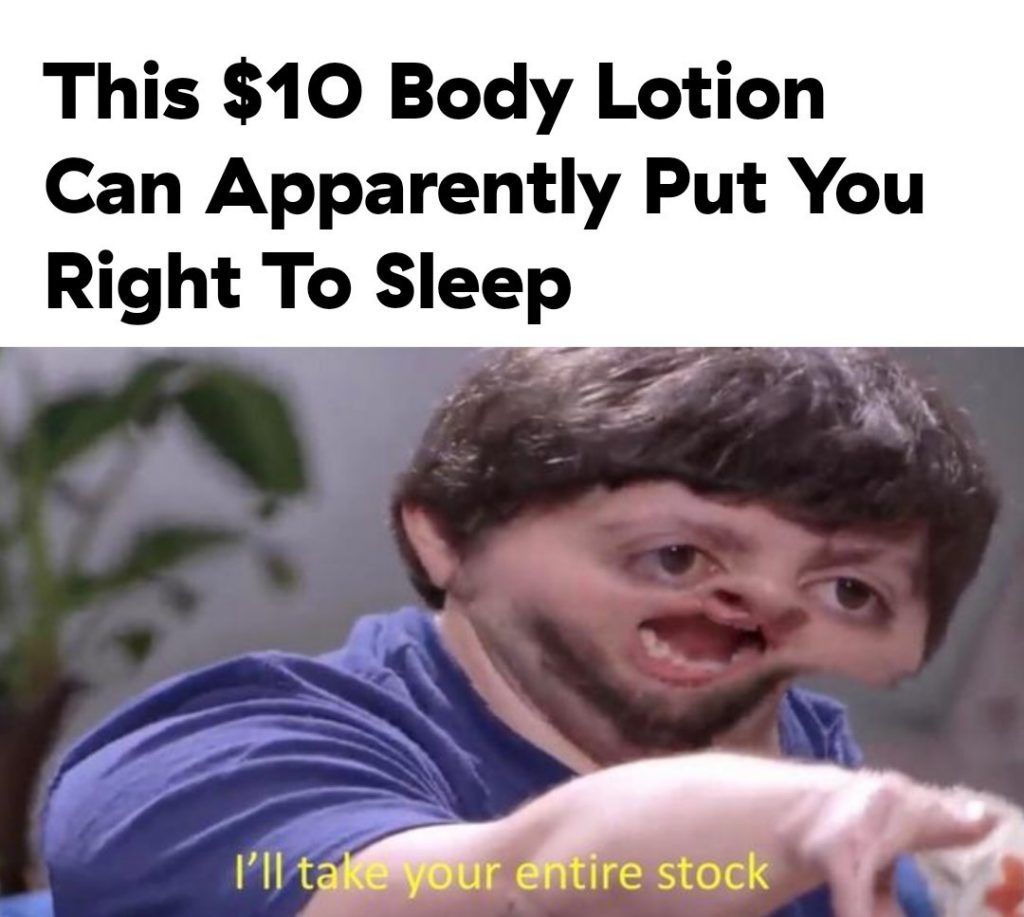 This $10 Body Lotion
Can Apparently Put You
Right To Sleep
I'll take your entire stock